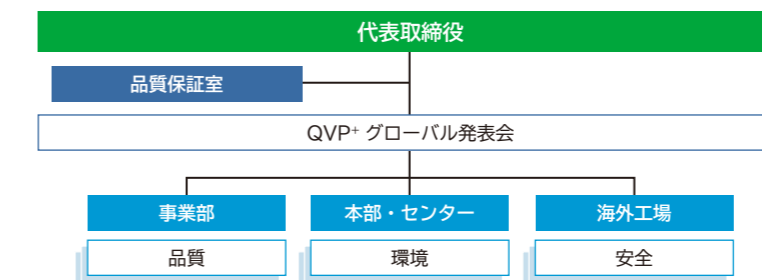 代表取締役
品質保証室
QVP⁺ グローバル発表会
事業部
本部・センター
海外工場
品質
環境
安全